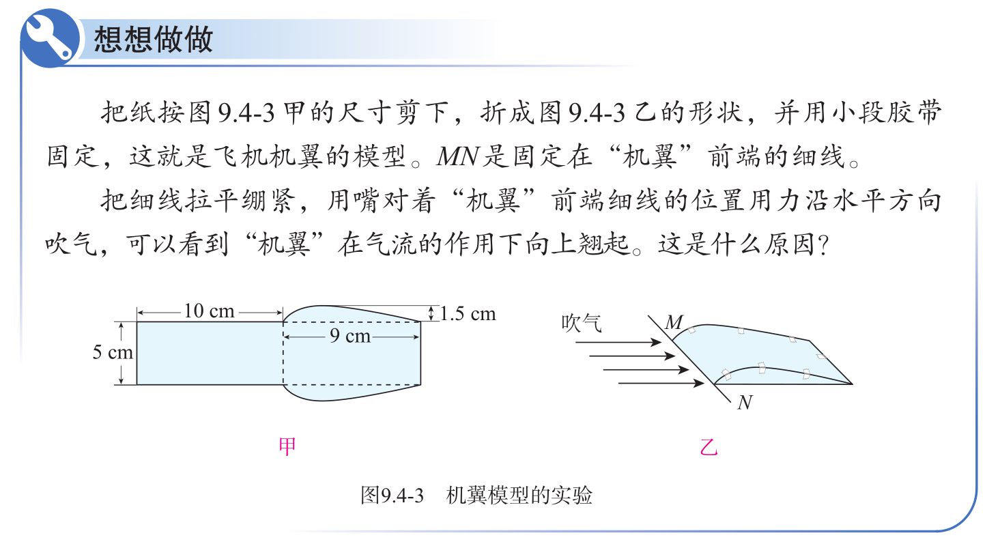 想想做做
把纸按图9.4-3甲的尺寸剪下，折成图9.4-3乙的形状，并用小段胶带
固定，这就是飞机机翼的模型。MN是固定在“机翼”前端的细线。
把细线拉平绷紧，用嘴对着“机翼”前端细线的位置用力沿水平方向
吹气，可以看到“机翼”在气流的作用下向上翘起。这是什么原因？
10 cm
1.5 cm
9 cm
5 cm
吹气
M
N
甲
乙
图9.4-3　机翼模型的实验